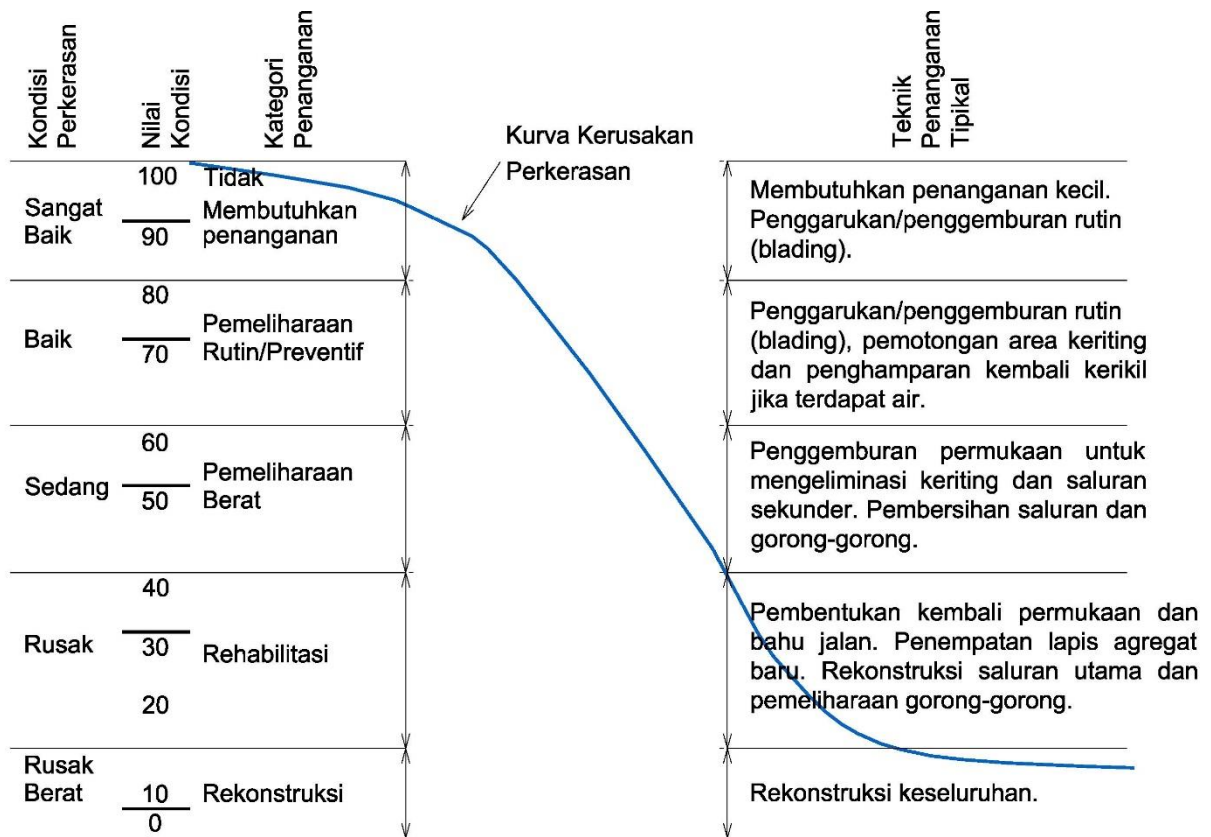 Kondisi
Perkerasan
Nilai
Kondisi
Kategori
Penanganan
Teknik
Penanganan
Tipikal
Kurva Kerusakan
Perkerasan
Sangat
Baik
100
90
Tidak
Membutuhkan
penanganan
Membutuhkan penanganan kecil.
Penggarukan/penggemburan rutin
(blading).
Baik
80
70
Pemeliharaan
Rutin/Preventif
Penggarukan/penggemburan rutin
(blading), pemotongan area keriting
dan penghamparan kembali kerikil
jika terdapat air.
Sedang
60
50
Pemeliharaan
Berat
Penggemburan permukaan untuk
mengeliminasi keriting dan saluran
sekunder. Pembersihan saluran dan
gorong-gorong.
Rusak
40
30
20
Rehabilitasi
Pembentukan kembali permukaan dan
bahu jalan. Penempatan lapis agregat
baru. Rekonstruksi saluran utama dan
pemeliharaan gorong-gorong.
Rusak
Berat
10
0
Rekonstruksi
Rekonstruksi keseluruhan.